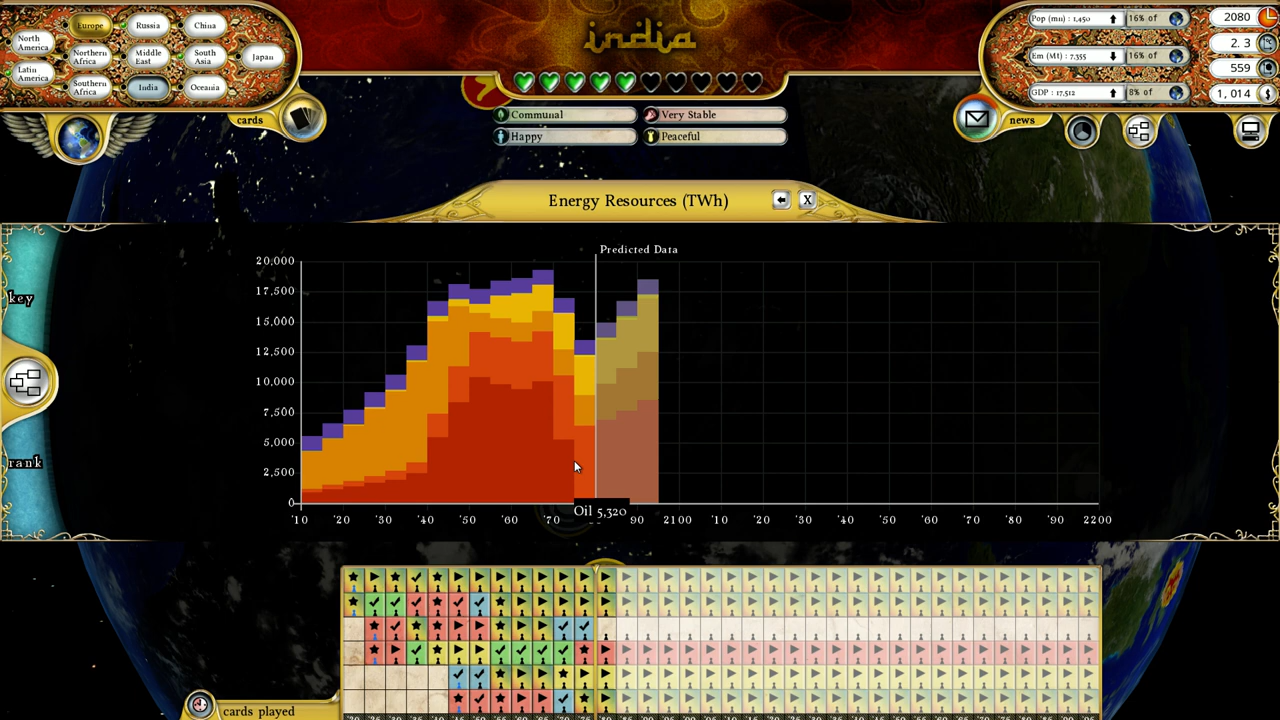 Europe
Russia
China
North America
Northern Africa
Middle East
South Asia
Japan
Latin America
Southern Africa
India
Oceania
cards
india
Communal
Very Stable
Happy
Peaceful
Pop (mn) : 1,450
16% of
Em (Mt) : 7,355
16% of
GDP : 17,512
8% of
2080
2. 3
559
1, 014
$
news
Energy Resources (TWh)
X
key
rank
Predicted Data
20,000
17,500
15,000
12,500
10,000
7,500
5,000
2,500
0
'10 '20 '30 '40 '50 '60 '70 90 2100 '10 '20 '30 '40 '50 '60 '70 '80 '90 2200
Oil 5,320
cards played